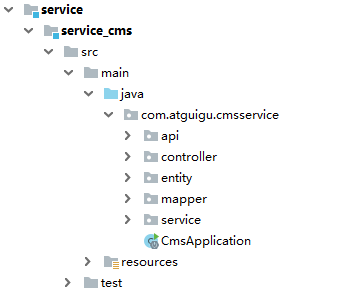 service
service_cms
src
main
java
com.atguigu.cmsservice
api
controller
entity
mapper
service
CmsApplication
resources
test